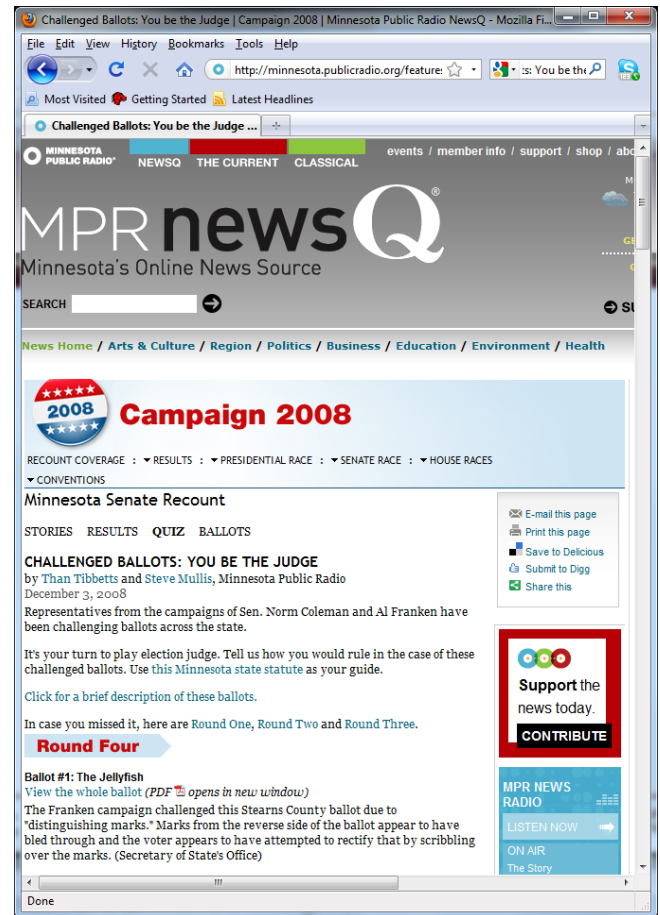 Challenged Ballots: You be the Judge | Campaign 2008 | Minnesota Public Radio NewsQ - Mozilla Fi...
File Edit View History Bookmarks Tools Help
http://minnesota.publicradio.org/feature:
:s: You be the
Most Visited Getting Started Latest Headlines
Challenged Ballots: You be the Judge ...
MINNESOTA
PUBLIC RADIO®
NEWSQ THE CURRENT CLASSICAL
events / member info / support / shop / abo
MPR newsQ®
Minnesota's Online News Source
SEARCH
News Home / Arts & Culture / Region / Politics / Business / Education / Environment / Health
2008
Campaign 2008
RECOUNT COVERAGE : RESULTS : PRESIDENTIAL RACE : SENATE RACE : HOUSE RACES
CONVENTIONS
Minnesota Senate Recount
STORIES RESULTS QUIZ BALLOTS
CHALLENGED BALLOTS: YOU BE THE JUDGE
by Than Tibbetts and Steve Mullis, Minnesota Public Radio
December 3, 2008
Representatives from the campaigns of Sen. Norm Coleman and Al Franken have
been challenging ballots across the state.
It's your turn to play election judge. Tell us how you would rule in the case of these
challenged ballots. Use this Minnesota state statute as your guide.
Click for a brief description of these ballots.
In case you missed it, here are Round One, Round Two and Round Three.
Round Four
Ballot #1: The Jellyfish
View the whole ballot (PDF opens in new window)
The Franken campaign challenged this Stearns County ballot due to
"distinguishing marks." Marks from the reverse side of the ballot appear to have
bled through and the voter appears to have attempted to rectify that by scribbling
over the marks. (Secretary of State's Office)
E-mail this page
Print this page
Save to Delicious
Submit to Digg
Share this
Support the
news today.
CONTRIBUTE
MPR NEWS
RADIO
LISTEN NOW
ON AIR
The Story
Done